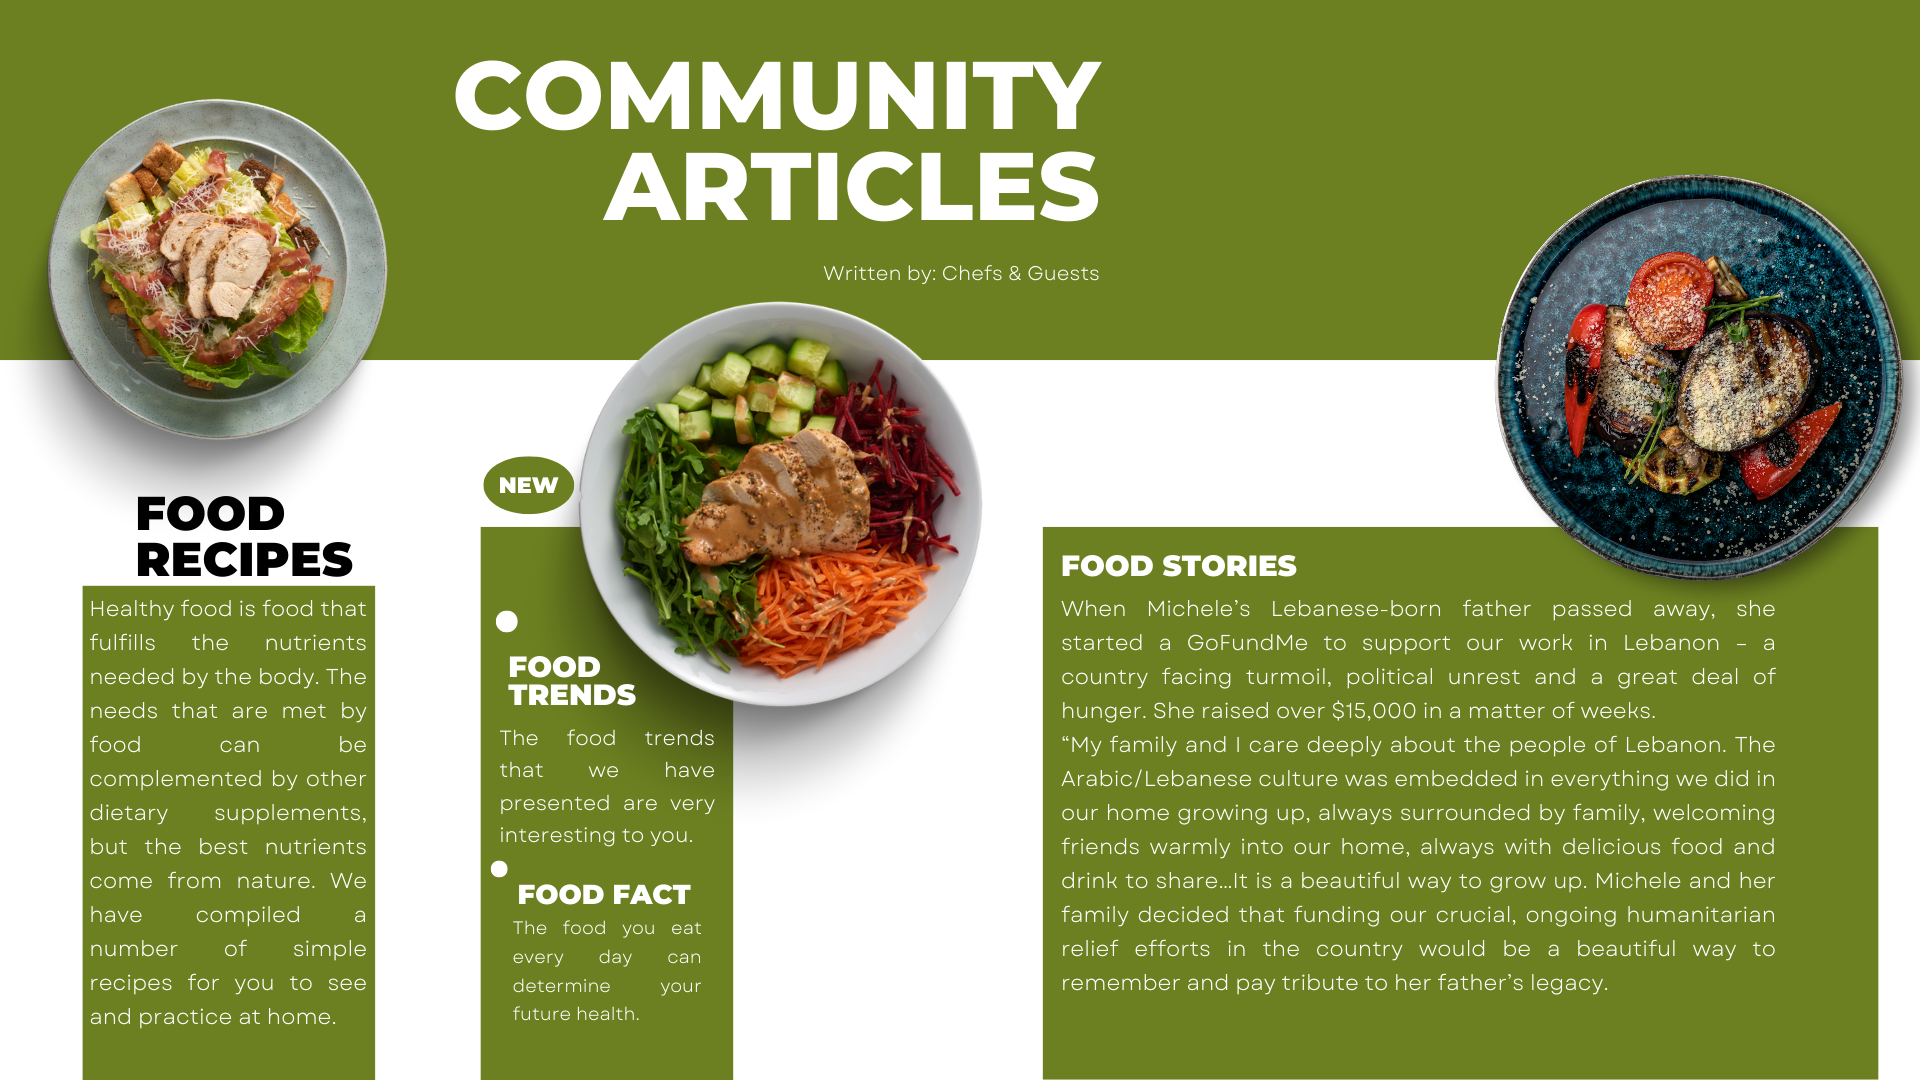 COMMUNITY
ARTICLES
Written by: Chefs & Guests
FOOD
RECIPES
Healthy food is food that
fulfills the nutrients
needed by the body. The
needs that are met by
food can be
complemented by other
dietary supplements,
but the best nutrients
come from nature. We
have compiled a
number of simple
recipes for you to see
and practice at home.
NEW
FOOD
TRENDS
The food trends
that we have
presented are very
interesting to you.
FOOD FACT
The food you eat
every day can
determine your
future health.
FOOD STORIES
When Michele’s Lebanese-born father passed away, she
started a GoFundMe to support our work in Lebanon – a
country facing turmoil, political unrest and a great deal of
hunger. She raised over $15,000 in a matter of weeks.
“My family and I care deeply about the people of Lebanon. The
Arabic/Lebanese culture was embedded in everything we did in
our home growing up, always surrounded by family, welcoming
friends warmly into our home, always with delicious food and
drink to share…It is a beautiful way to grow up. Michele and her
family decided that funding our crucial, ongoing humanitarian
relief efforts in the country would be a beautiful way to
remember and pay tribute to her father’s legacy.